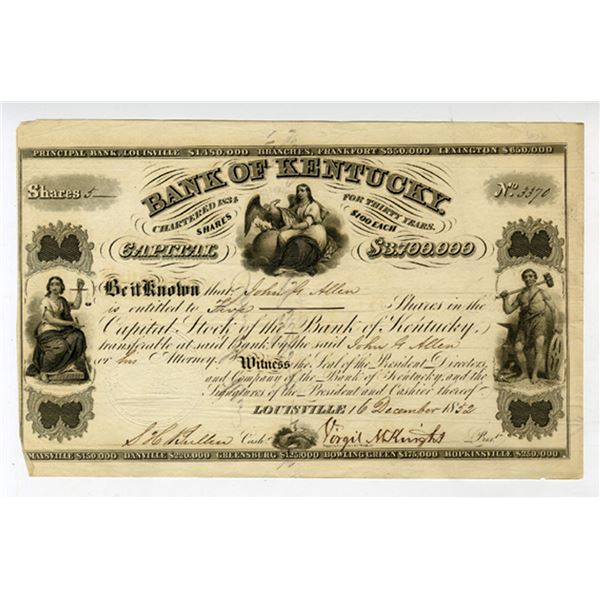 PRINCIPAL BANK, LOUISVILLE $1,480,000 BRANCHES, FRANKFORT $350,000 LEXINGTON $650,000
BANK OF KENTUCKY.
Shares 5
No. 3370
CHARTERED 1834 FOR THIRTY YEARS.
SHARES $100 EACH
CAPITAL $3,700,000
Be it Known that John G Allen
is entitled to Five Shares in the
Capital Stock of the Bank of Kentucky,
transferable at said Bank by the said John G Allen
or his Attorney. Witness the Seal of the President Directors
and Company of the Bank of Kentucky, and the
Signatures of the President and Cashier thereof
LOUISVILLE 16 December 1852
Cash. Virgil McKnight Prest.
MAYSVILLE $150,000 DANVILLE $220,000 GREENSBURG $125,000 BOWLING GREEN $175,000 HOPKINSVILLE $250,000